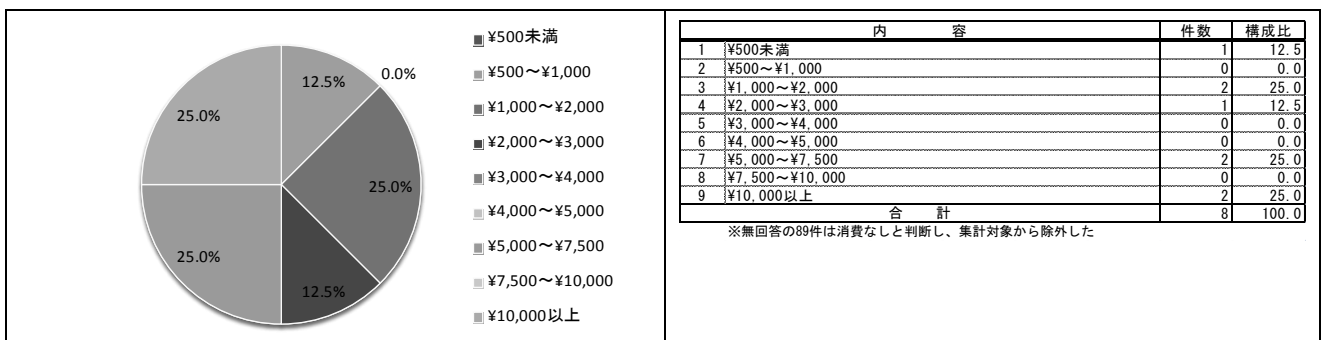 12.5%
0.0%
25.0%
12.5%
25.0%
25.0%
¥500未満
¥500～¥1,000
¥1,000～¥2,000
¥2,000～¥3,000
¥3,000～¥4,000
¥4,000～¥5,000
¥5,000～¥7,500
¥7,500～¥10,000
¥10,000以上
内 容 件数 構成比
1 ¥500未満 1 12.5
2 ¥500～¥1,000 0 0.0
3 ¥1,000～¥2,000 2 25.0
4 ¥2,000～¥3,000 1 12.5
5 ¥3,000～¥4,000 0 0.0
6 ¥4,000～¥5,000 0 0.0
7 ¥5,000～¥7,500 2 25.0
8 ¥7,500～¥10,000 0 0.0
9 ¥10,000以上 2 25.0
合 計 8 100.0
※無回答の89件は消費なしと判断し、集計対象から除外した